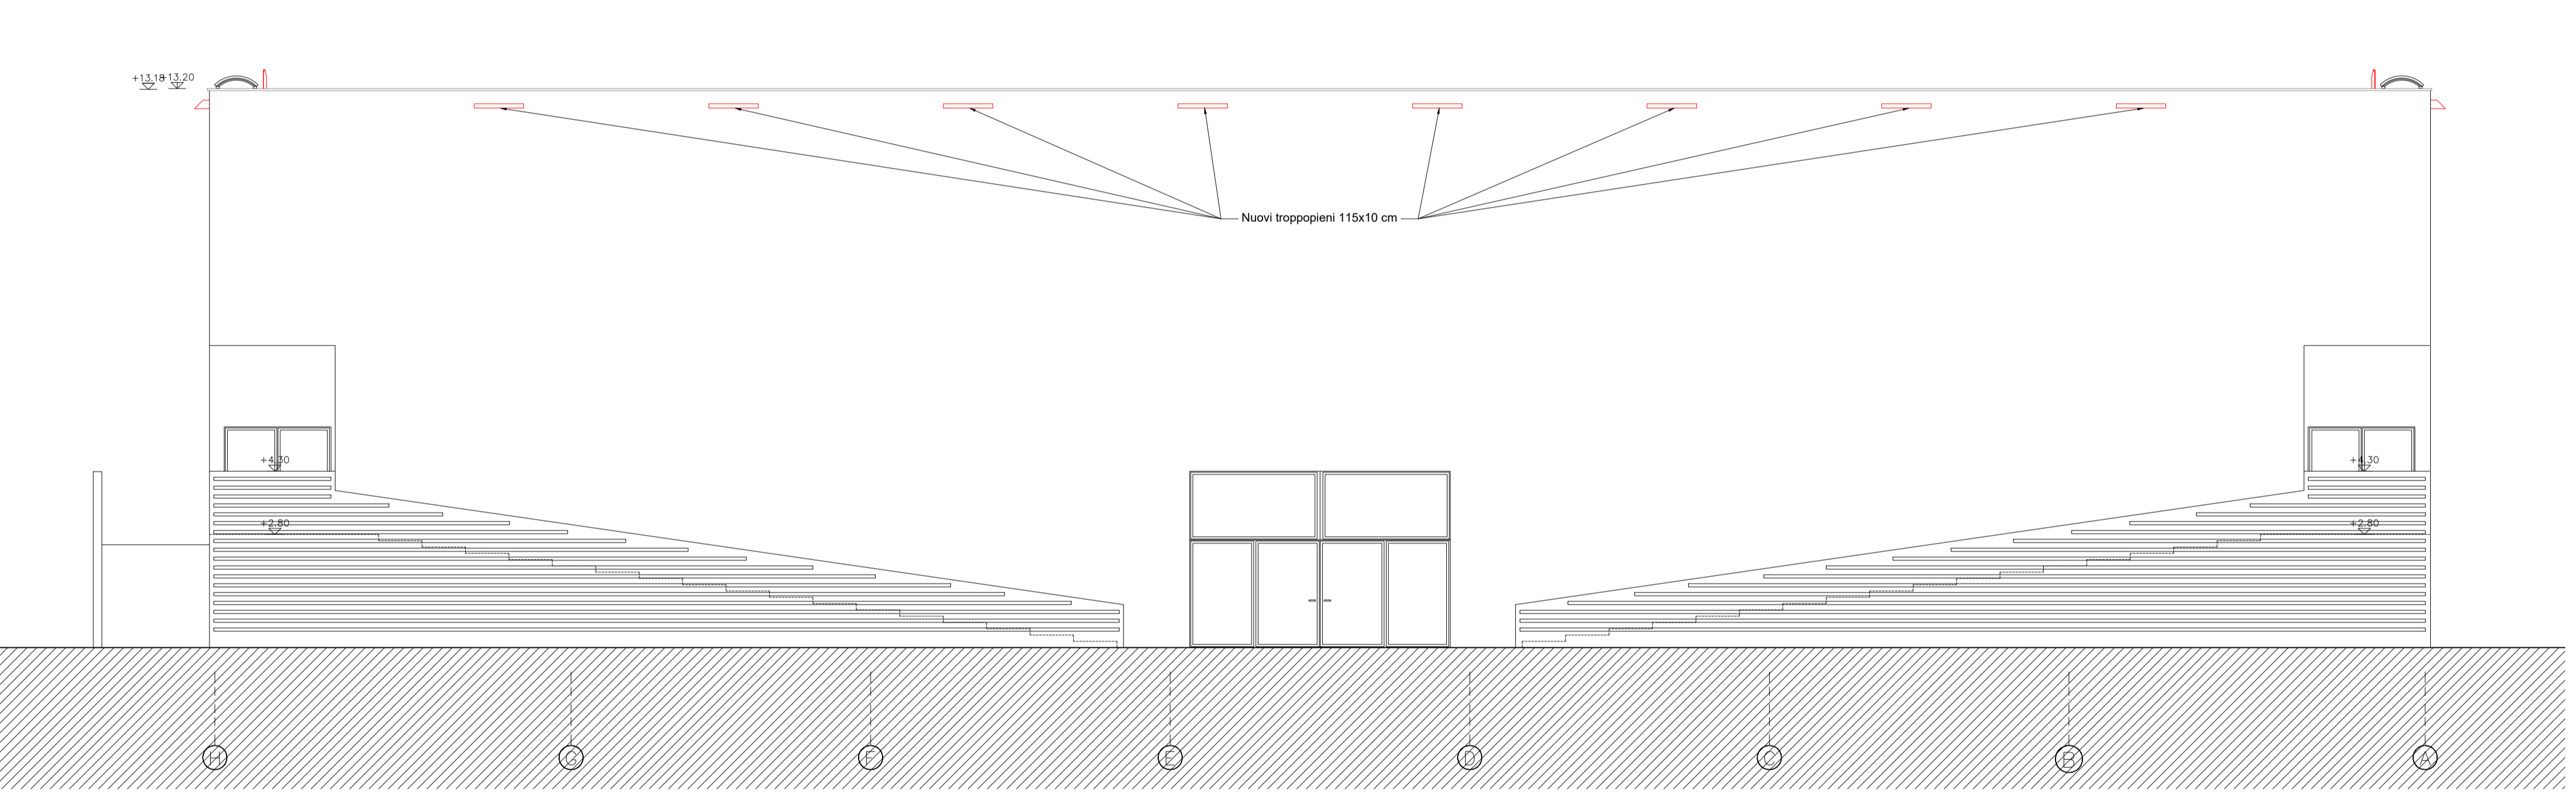 +13.18 +13.20
Nuovi troppopieni 115x10 cm
+4.30 +4.30
+2.80 +2.80
H G F E D C B A